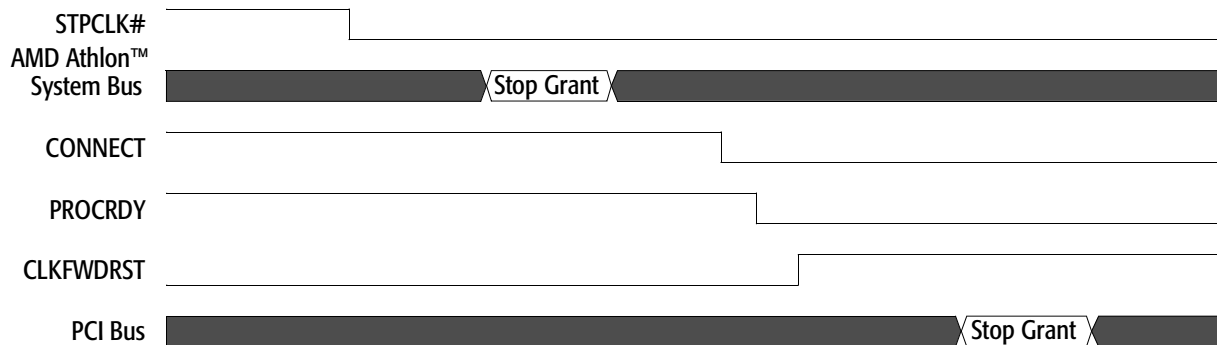 STPCLK#
AMD Athlon™
System Bus
Stop Grant
CONNECT
PROCRDY
CLKFWDRST
PCI Bus
Stop Grant